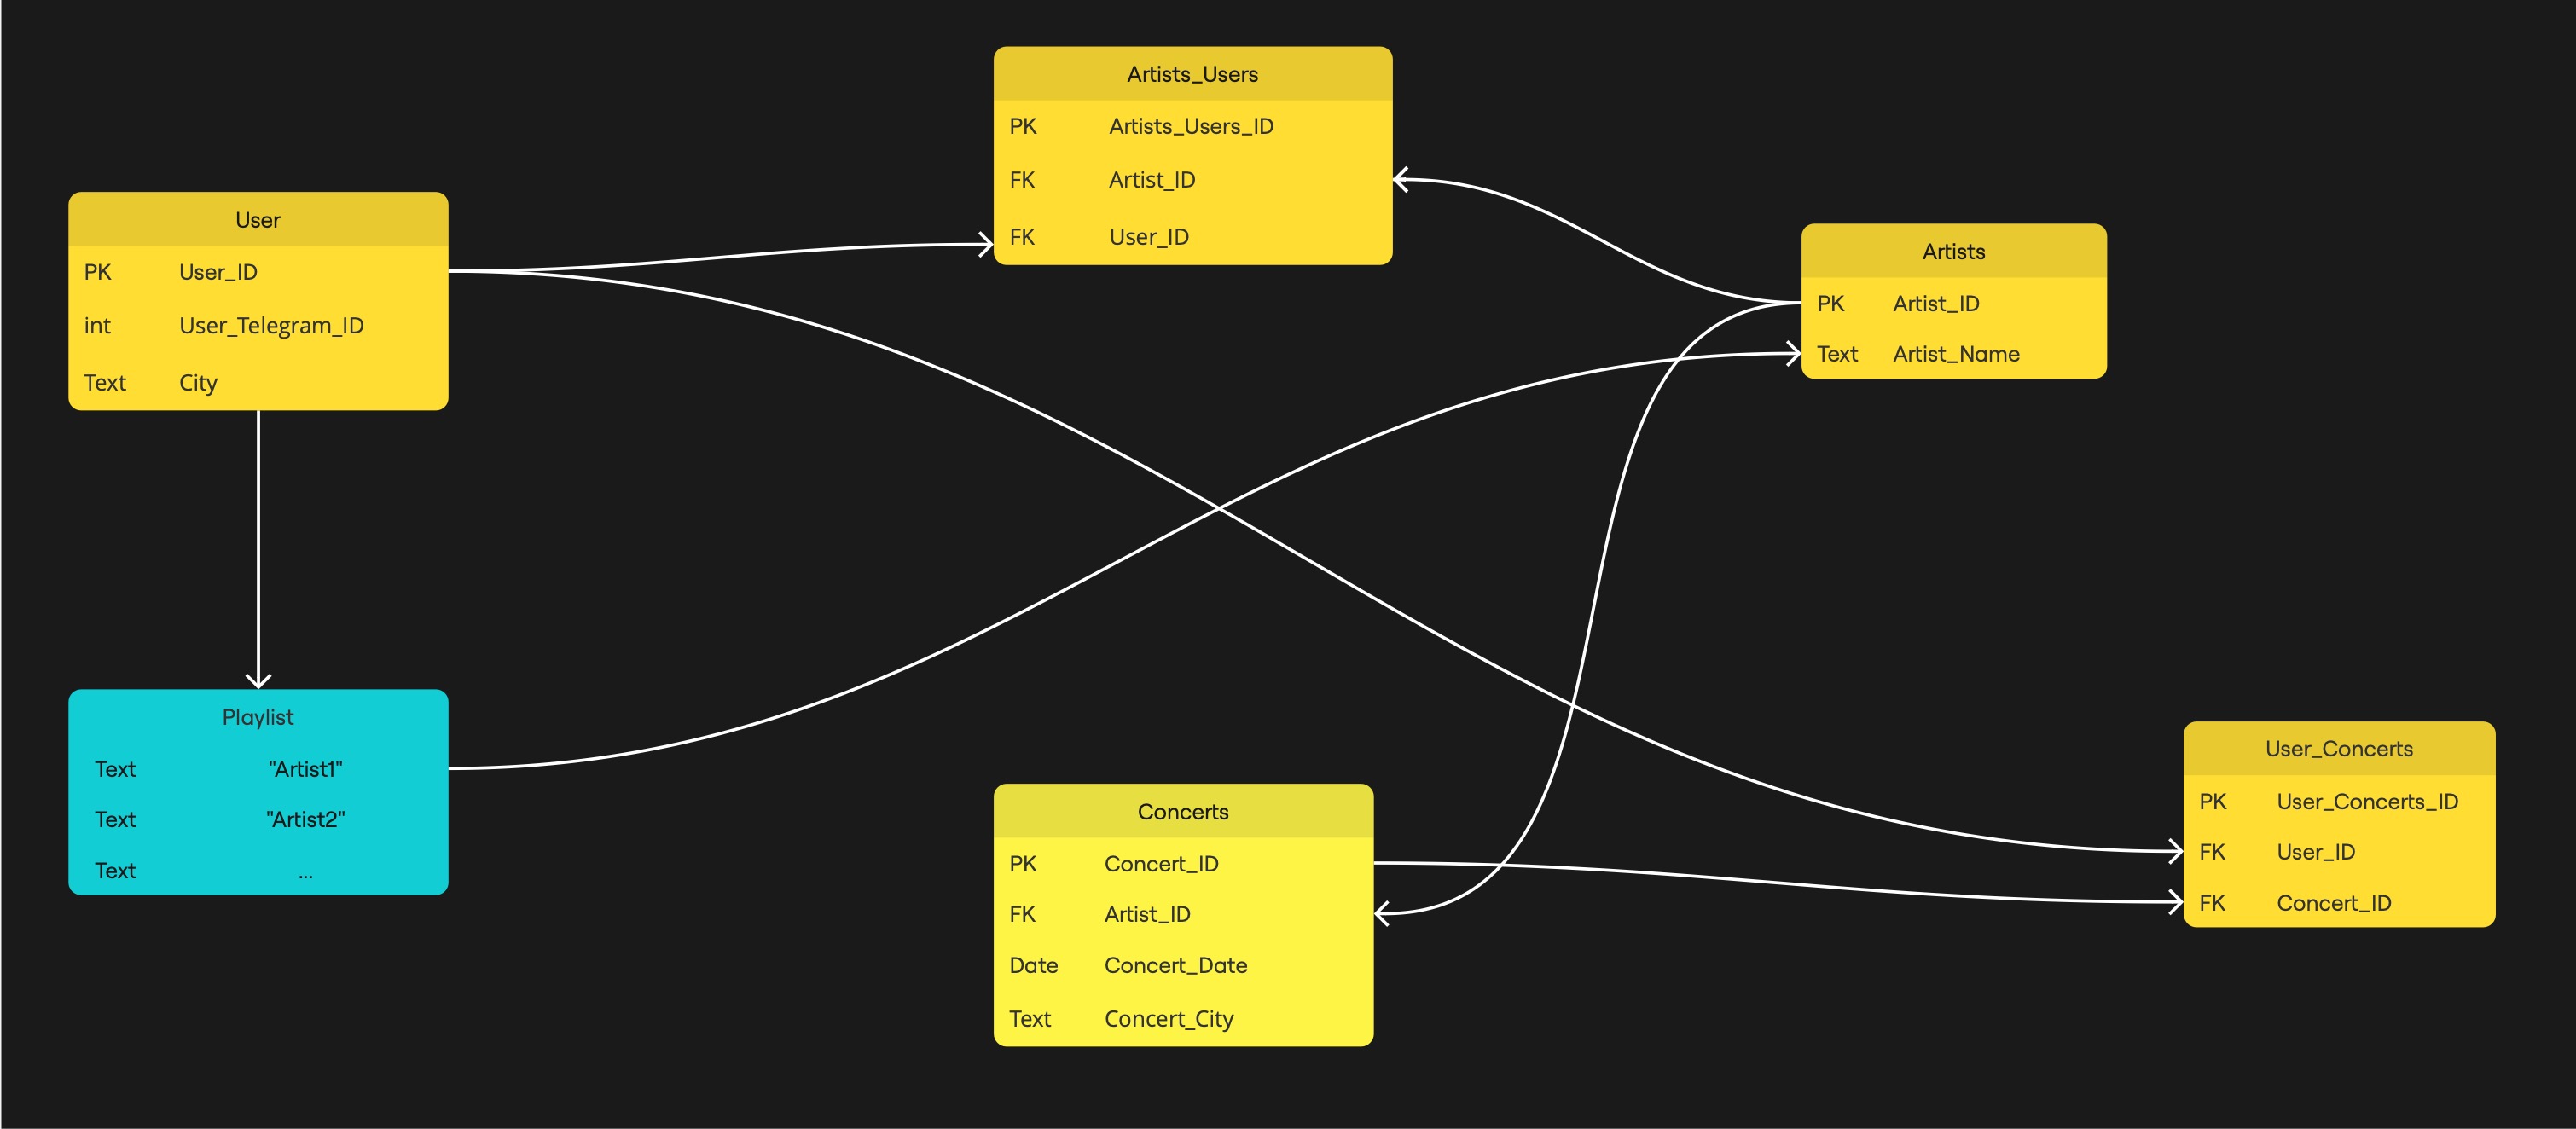 Artists_Users
PK Artists_Users_ID
FK Artist_ID
FK User_ID
User
PK User_ID
int User_Telegram_ID
Text City
Artists
PK Artist_ID
Text Artist_Name
Playlist
Text "Artist1"
Text "Artist2"
Text ...
Concerts
PK Concert_ID
FK Artist_ID
Date Concert_Date
Text Concert_City
User_Concerts
PK User_Concerts_ID
FK User_ID
FK Concert_ID